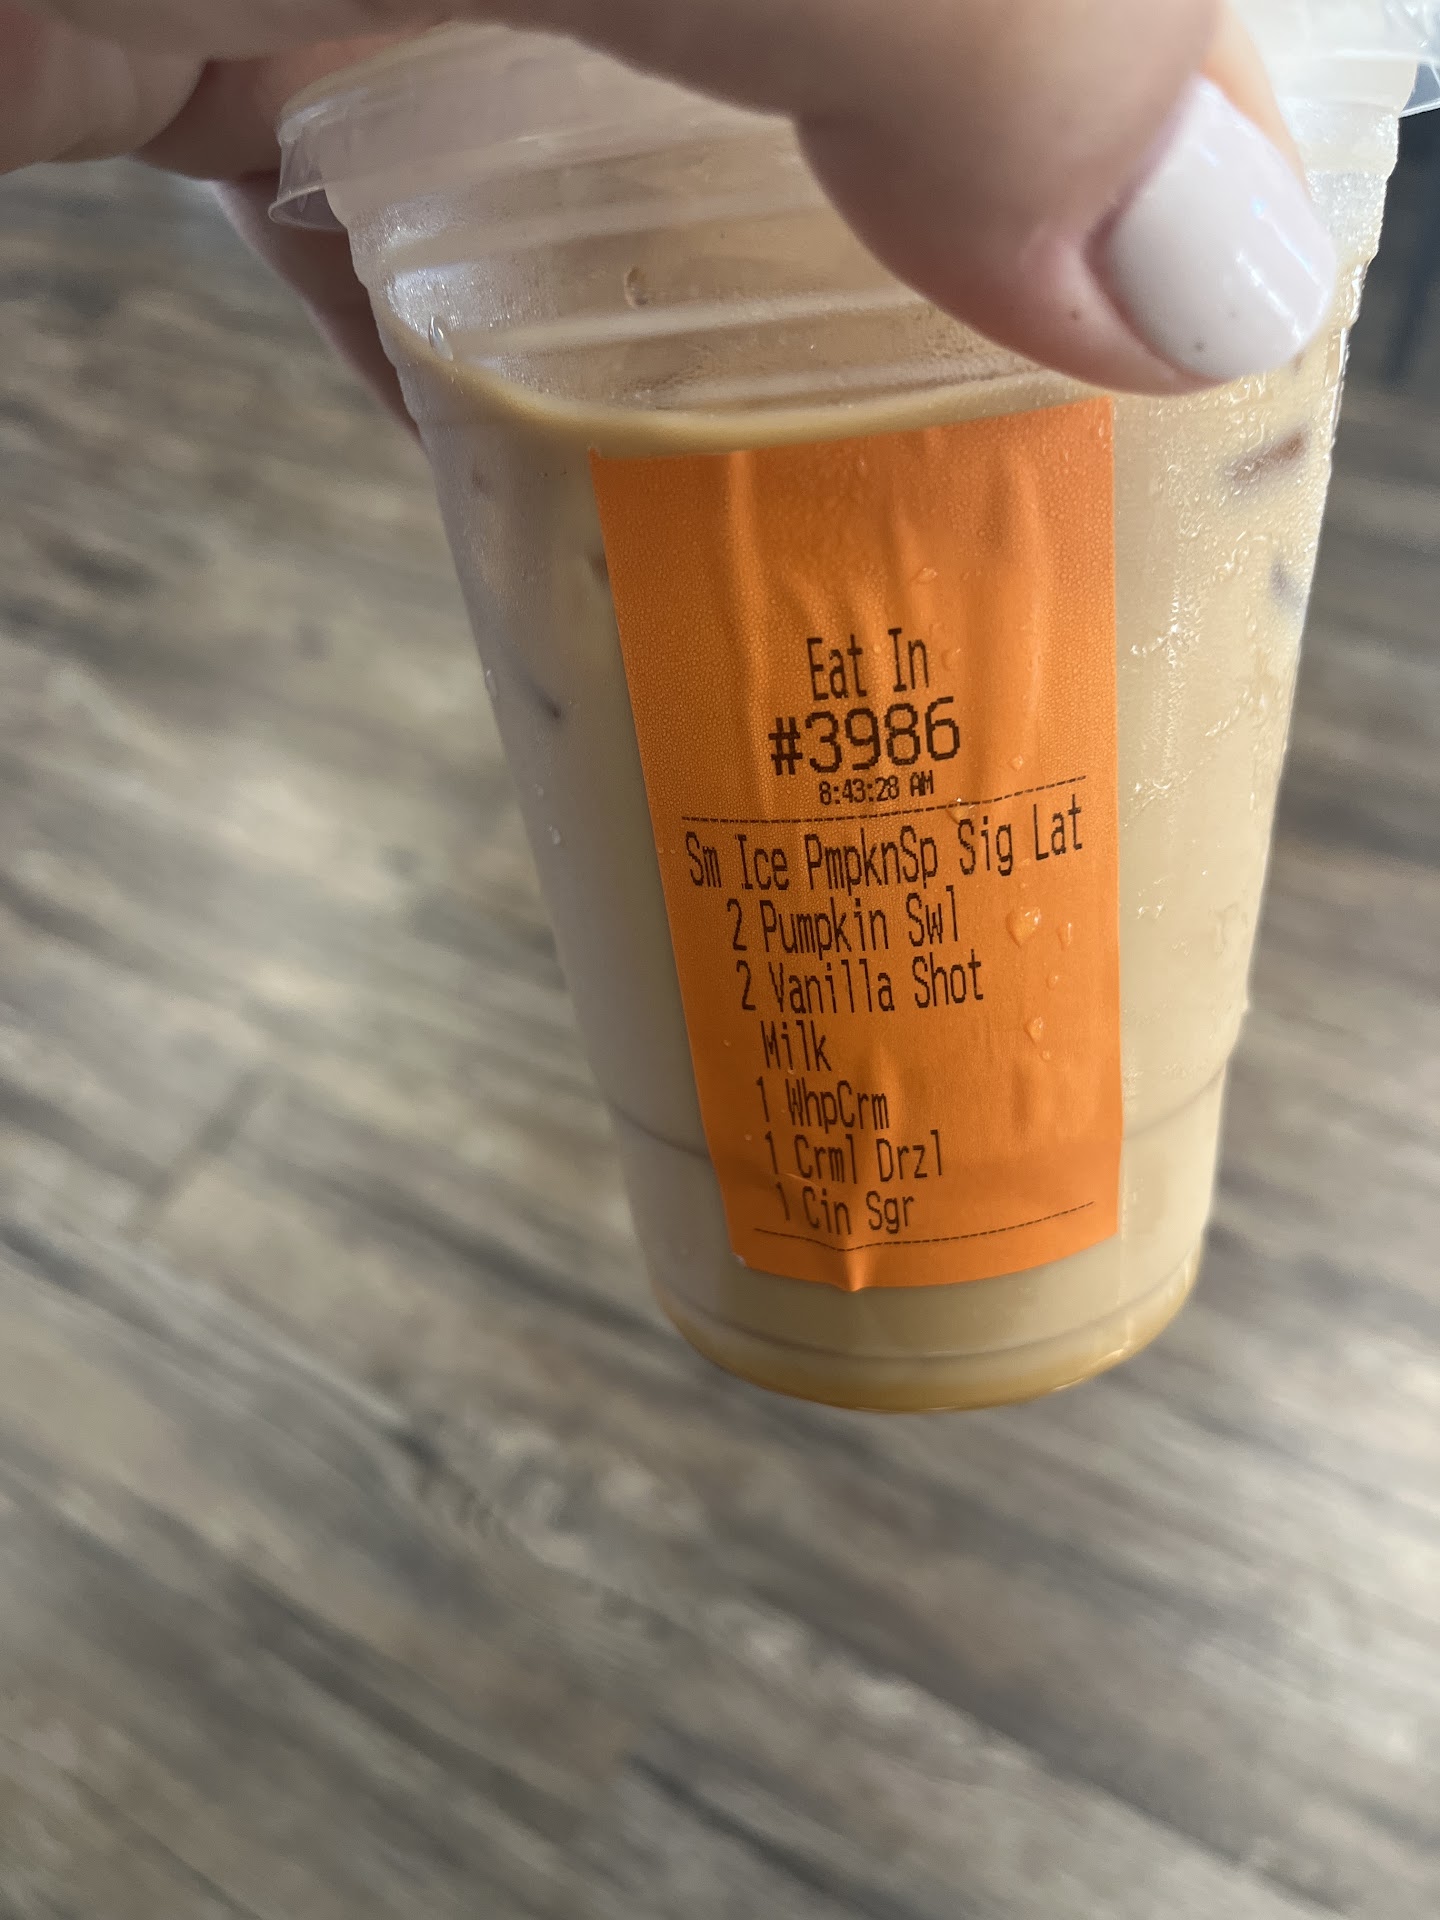 Eat In
#3986
8:43:28 AM
Sm Ice PmpknSp Sig Lat
2 Pumpkin Swl
2 Vanilla Shot
Milk
1 WhpCrm
1 Crml Drzl
1 Cin Sgr